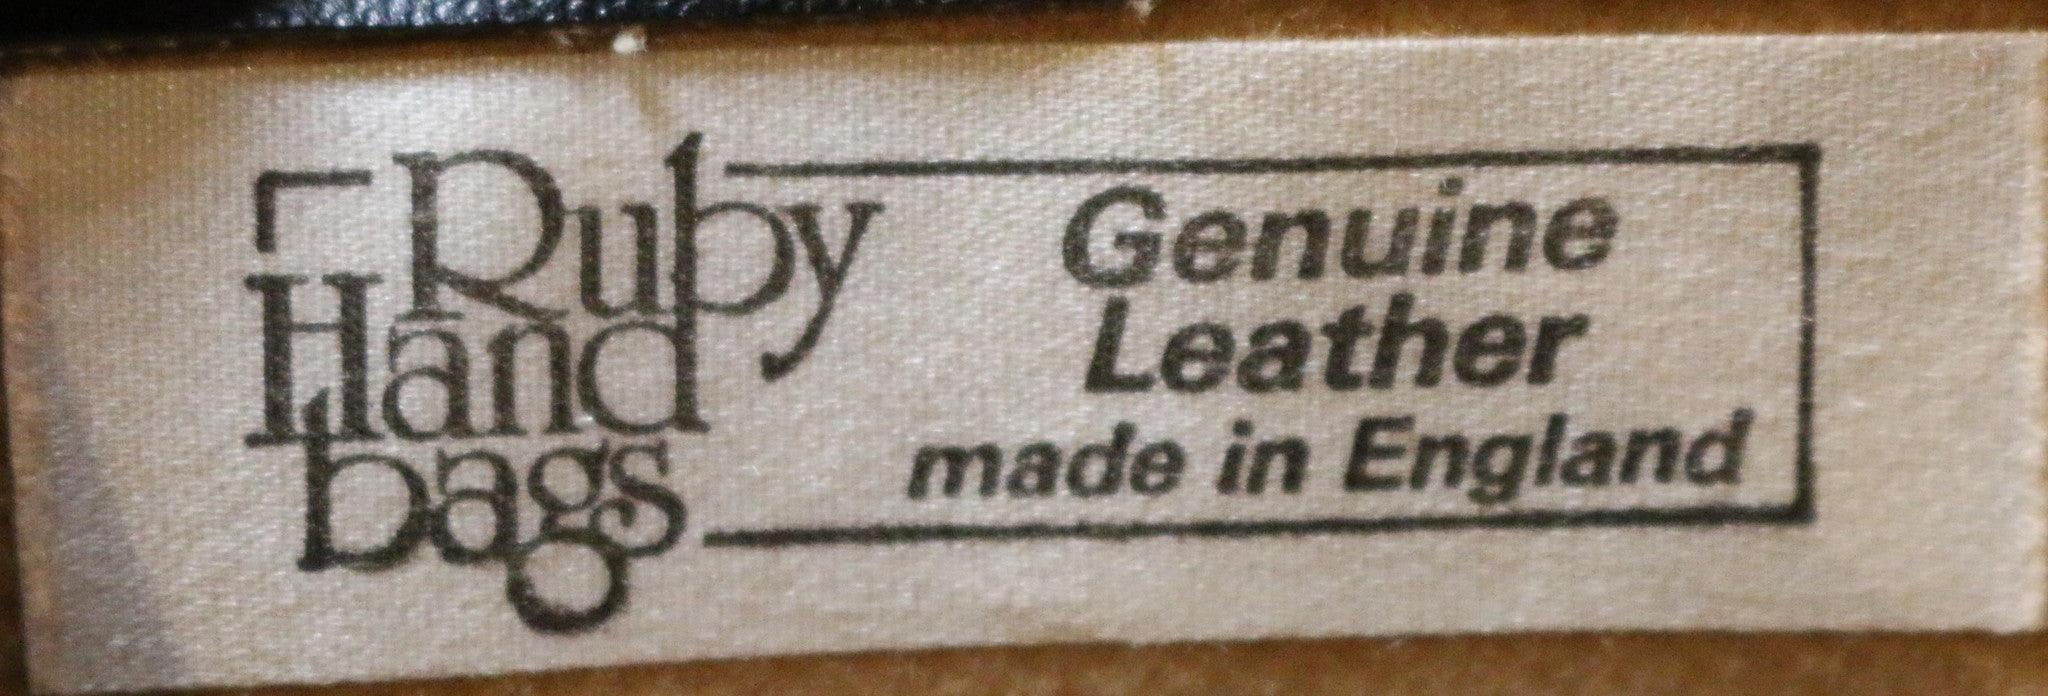 Ruby
Hand
bags
Genuine
Leather
made in England